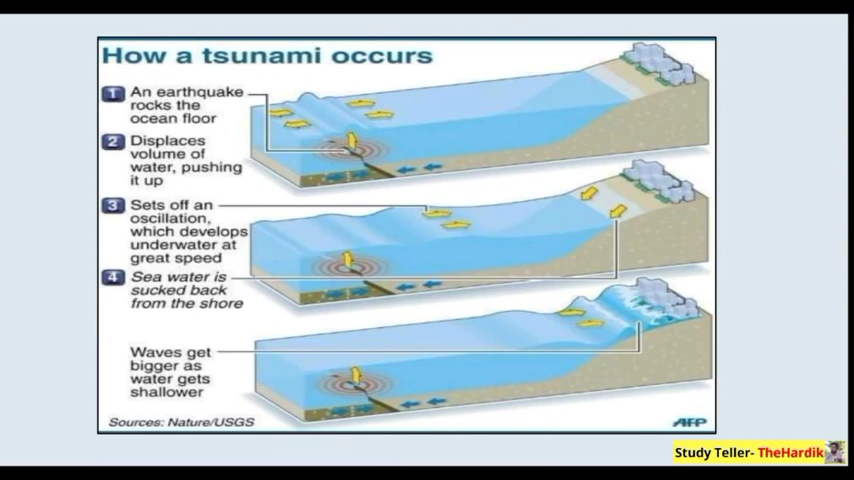 How a tsunami occurs
1 An earthquake
rocks the
ocean floor
2 Displaces
volume of
water, pushing
it up
3 Sets off an
oscillation,
which develops
underwater at
great speed
4 Sea water is
sucked back
from the shore
Waves get
bigger as
water gets
shallower
Sources: Nature/USGS
AFP
Study Teller- TheHardik